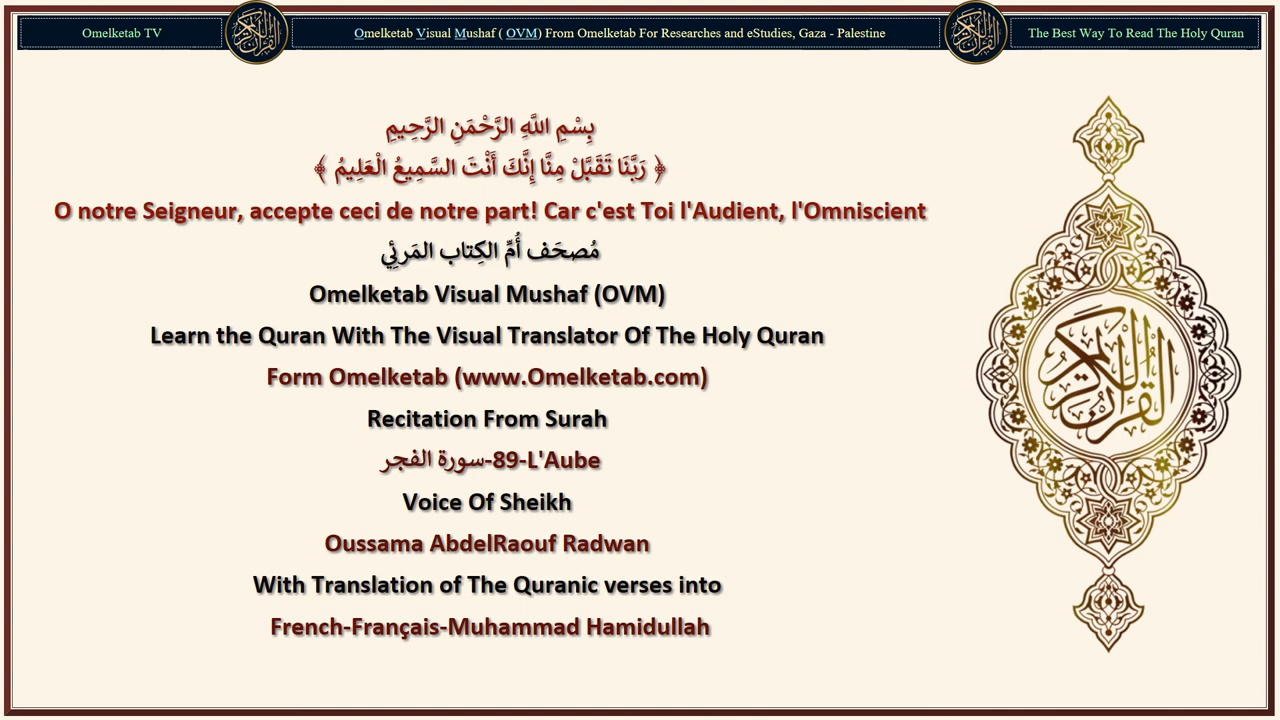 Omelketab TV
Omelketab Visual Mushaf ( OVM) From Omelketab For Researches and eStudies, Gaza - Palestine
The Best Way To Read The Holy Quran
بِسْمِ اللَّهِ الرَّحْمَنِ الرَّحِيمِ
﴿ رَبَّنَا تَقَبَّلْ مِنَّا إِنَّكَ أَنْتَ السَّمِيعُ الْعَلِيمُ ﴾
O notre Seigneur, accepte ceci de notre part! Car c'est Toi l'Audient, l'Omniscient
مُصحَف أُمِّ الكِتاب المَرئِي
Omelketab Visual Mushaf (OVM)
Learn the Quran With The Visual Translator Of The Holy Quran
Form Omelketab (www.Omelketab.com)
Recitation From Surah
سورة الفجر-89-L'Aube
Voice Of Sheikh
Oussama AbdelRaouf Radwan
With Translation of The Quranic verses into
French-Français-Muhammad Hamidullah
القرآن الكريم